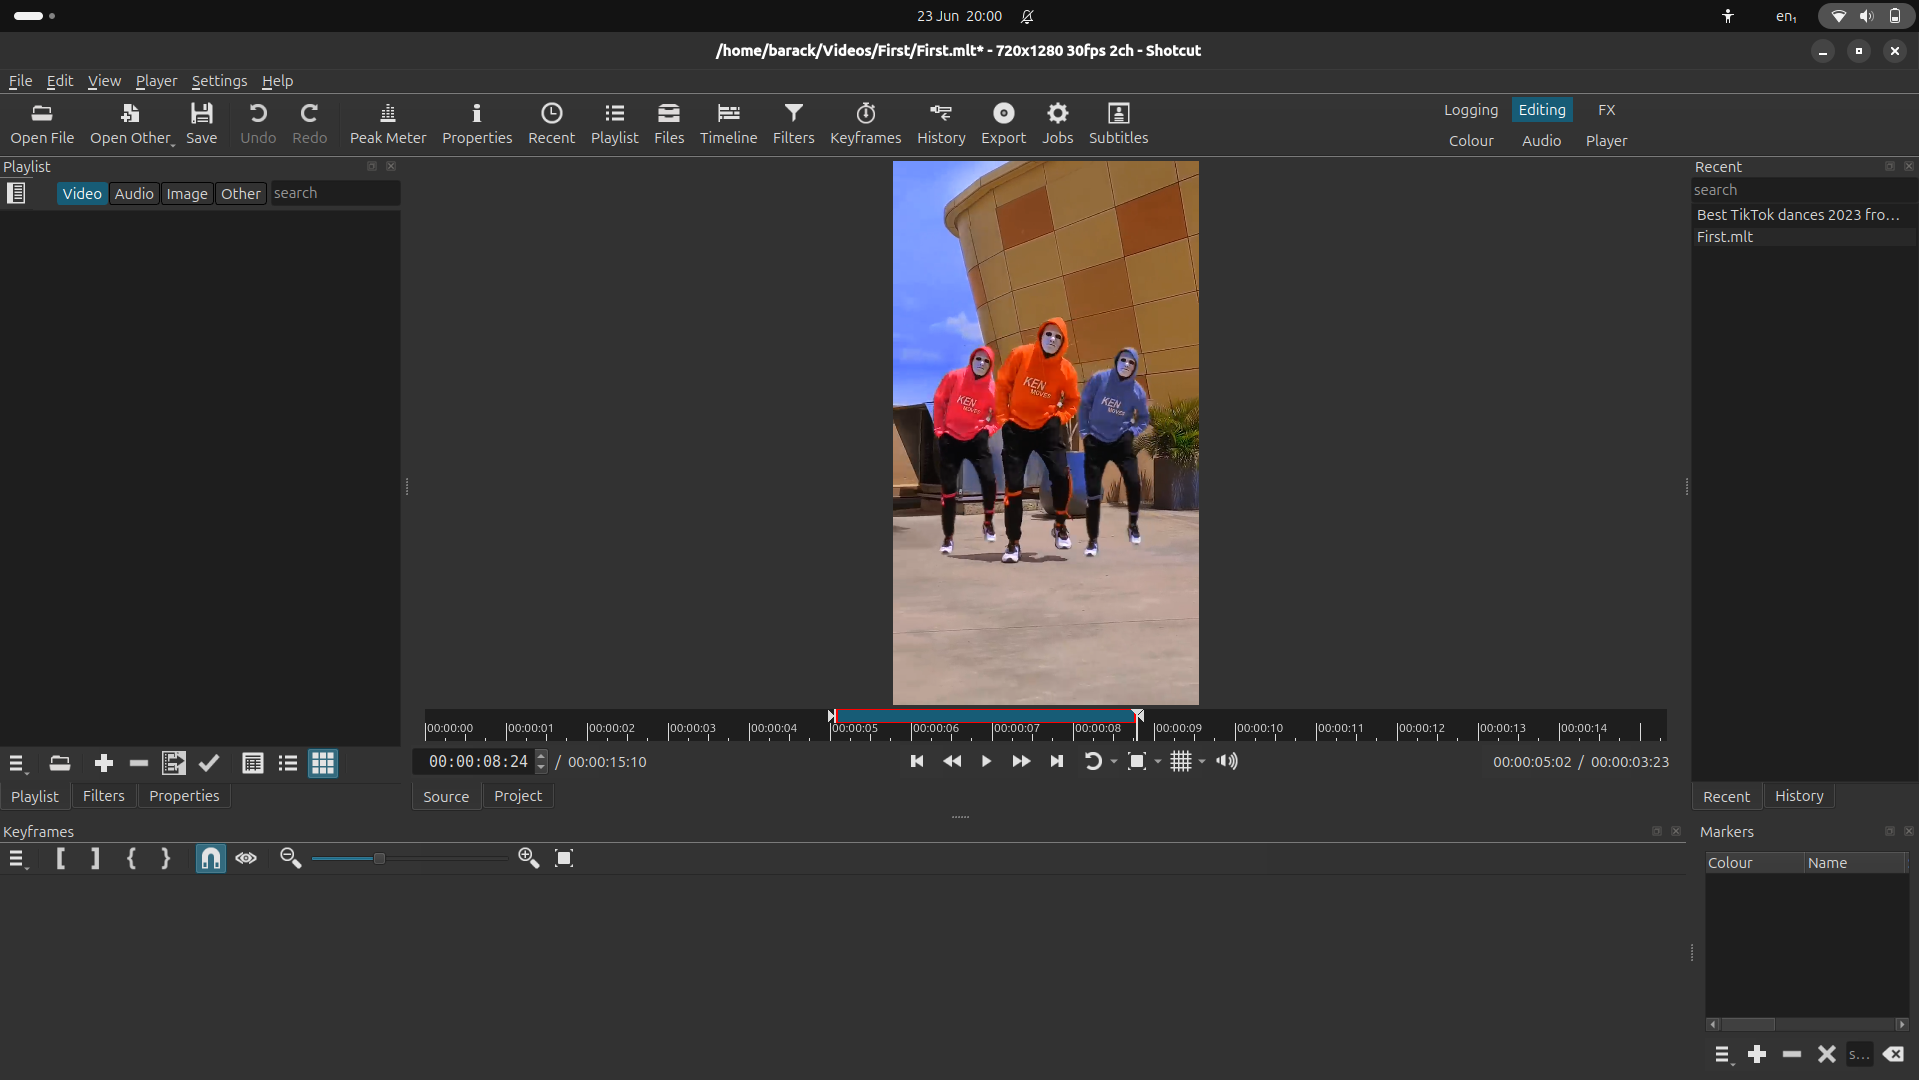 23 Jun 20:00
en₁
/home/barack/Videos/First/First.mlt* - 720x1280 30fps 2ch - Shotcut
File Edit View Player Settings Help
Open File Open Other Save Undo Redo Peak Meter Properties Recent Playlist Files Timeline Filters Keyframes History Export Jobs Subtitles
Logging Editing FX
Colour Audio Player
Playlist
Video Audio Image Other search
KEN MOVES
KEN MOVES
KEN MOVES
Recent
search
Best TikTok dances 2023 fro...
First.mlt
00:00:00 00:00:01 00:00:02 00:00:03 00:00:04 00:00:05 00:00:06 00:00:07 00:00:08 00:00:09 00:00:10 00:00:11 00:00:12 00:00:13 00:00:14
00:00:08:24 / 00:00:15:10
00:00:05:02 / 00:00:03:23
Playlist Filters Properties
Source Project
Recent History
Keyframes
Markers
Colour Name
s...